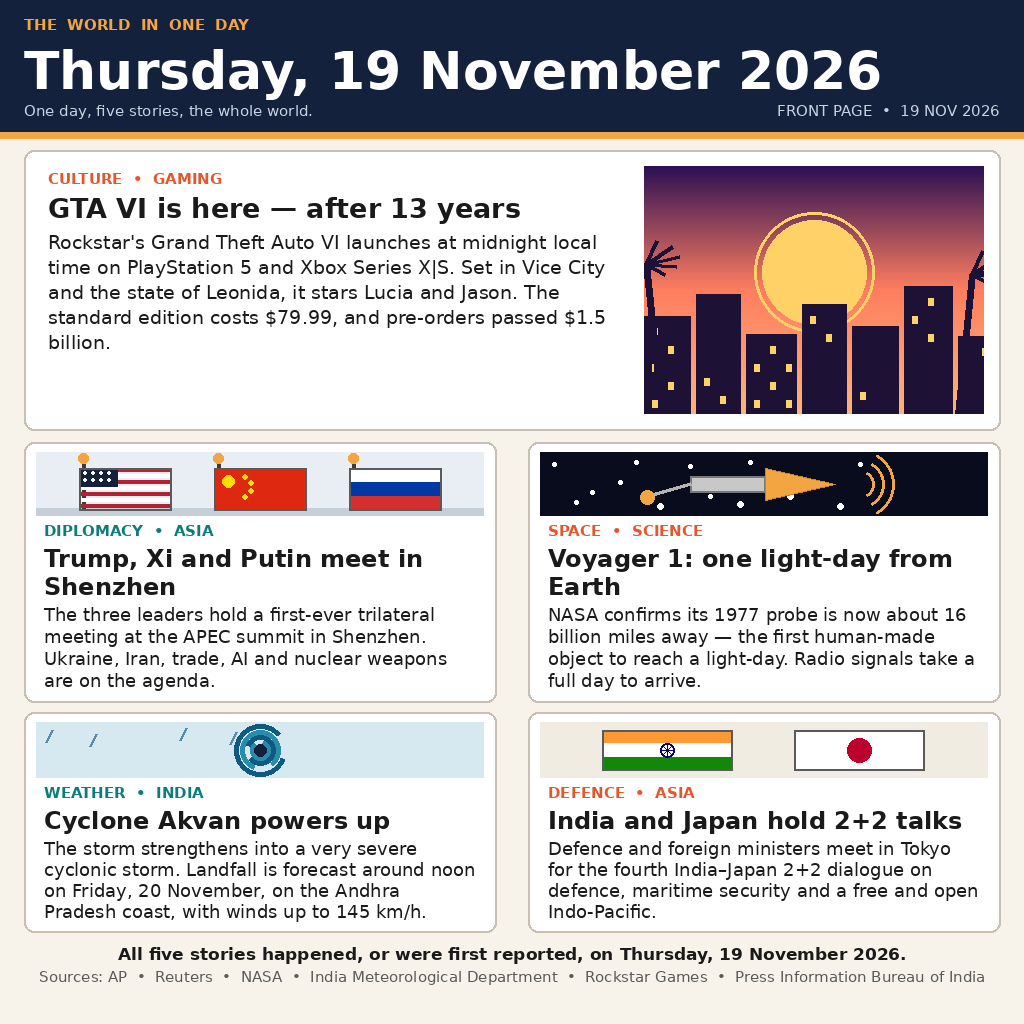 THE WORLD IN ONE DAY
Thursday, 19 November 2026
One day, five stories, the whole world.
FRONT PAGE • 19 NOV 2026
CULTURE • GAMING
GTA VI is here — after 13 years
Rockstar's Grand Theft Auto VI launches at midnight local
time on PlayStation 5 and Xbox Series X|S. Set in Vice City
and the state of Leonida, it stars Lucia and Jason. The
standard edition costs $79.99, and pre-orders passed $1.5
billion.
DIPLOMACY • ASIA
Trump, Xi and Putin meet in
Shenzhen
The three leaders hold a first-ever trilateral
meeting at the APEC summit in Shenzhen.
Ukraine, Iran, trade, AI and nuclear weapons
are on the agenda.
SPACE • SCIENCE
Voyager 1: one light-day from
Earth
NASA confirms its 1977 probe is now about 16
billion miles away — the first human-made
object to reach a light-day. Radio signals take a
full day to arrive.
WEATHER • INDIA
Cyclone Akvan powers up
The storm strengthens into a very severe
cyclonic storm. Landfall is forecast around noon
on Friday, 20 November, on the Andhra
Pradesh coast, with winds up to 145 km/h.
DEFENCE • ASIA
India and Japan hold 2+2 talks
Defence and foreign ministers meet in Tokyo
for the fourth India–Japan 2+2 dialogue on
defence, maritime security and a free and open
Indo-Pacific.
All five stories happened, or were first reported, on Thursday, 19 November 2026.
Sources: AP • Reuters • NASA • India Meteorological Department • Rockstar Games • Press Information Bureau of India